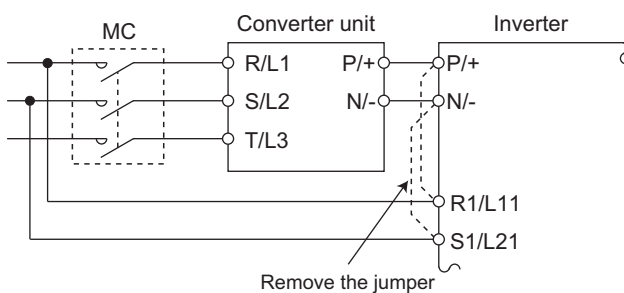 MC
Converter unit
Inverter
R/L1
P/+
P/+
S/L2
N/-
N/-
T/L3
R1/L11
S1/L21
Remove the jumper